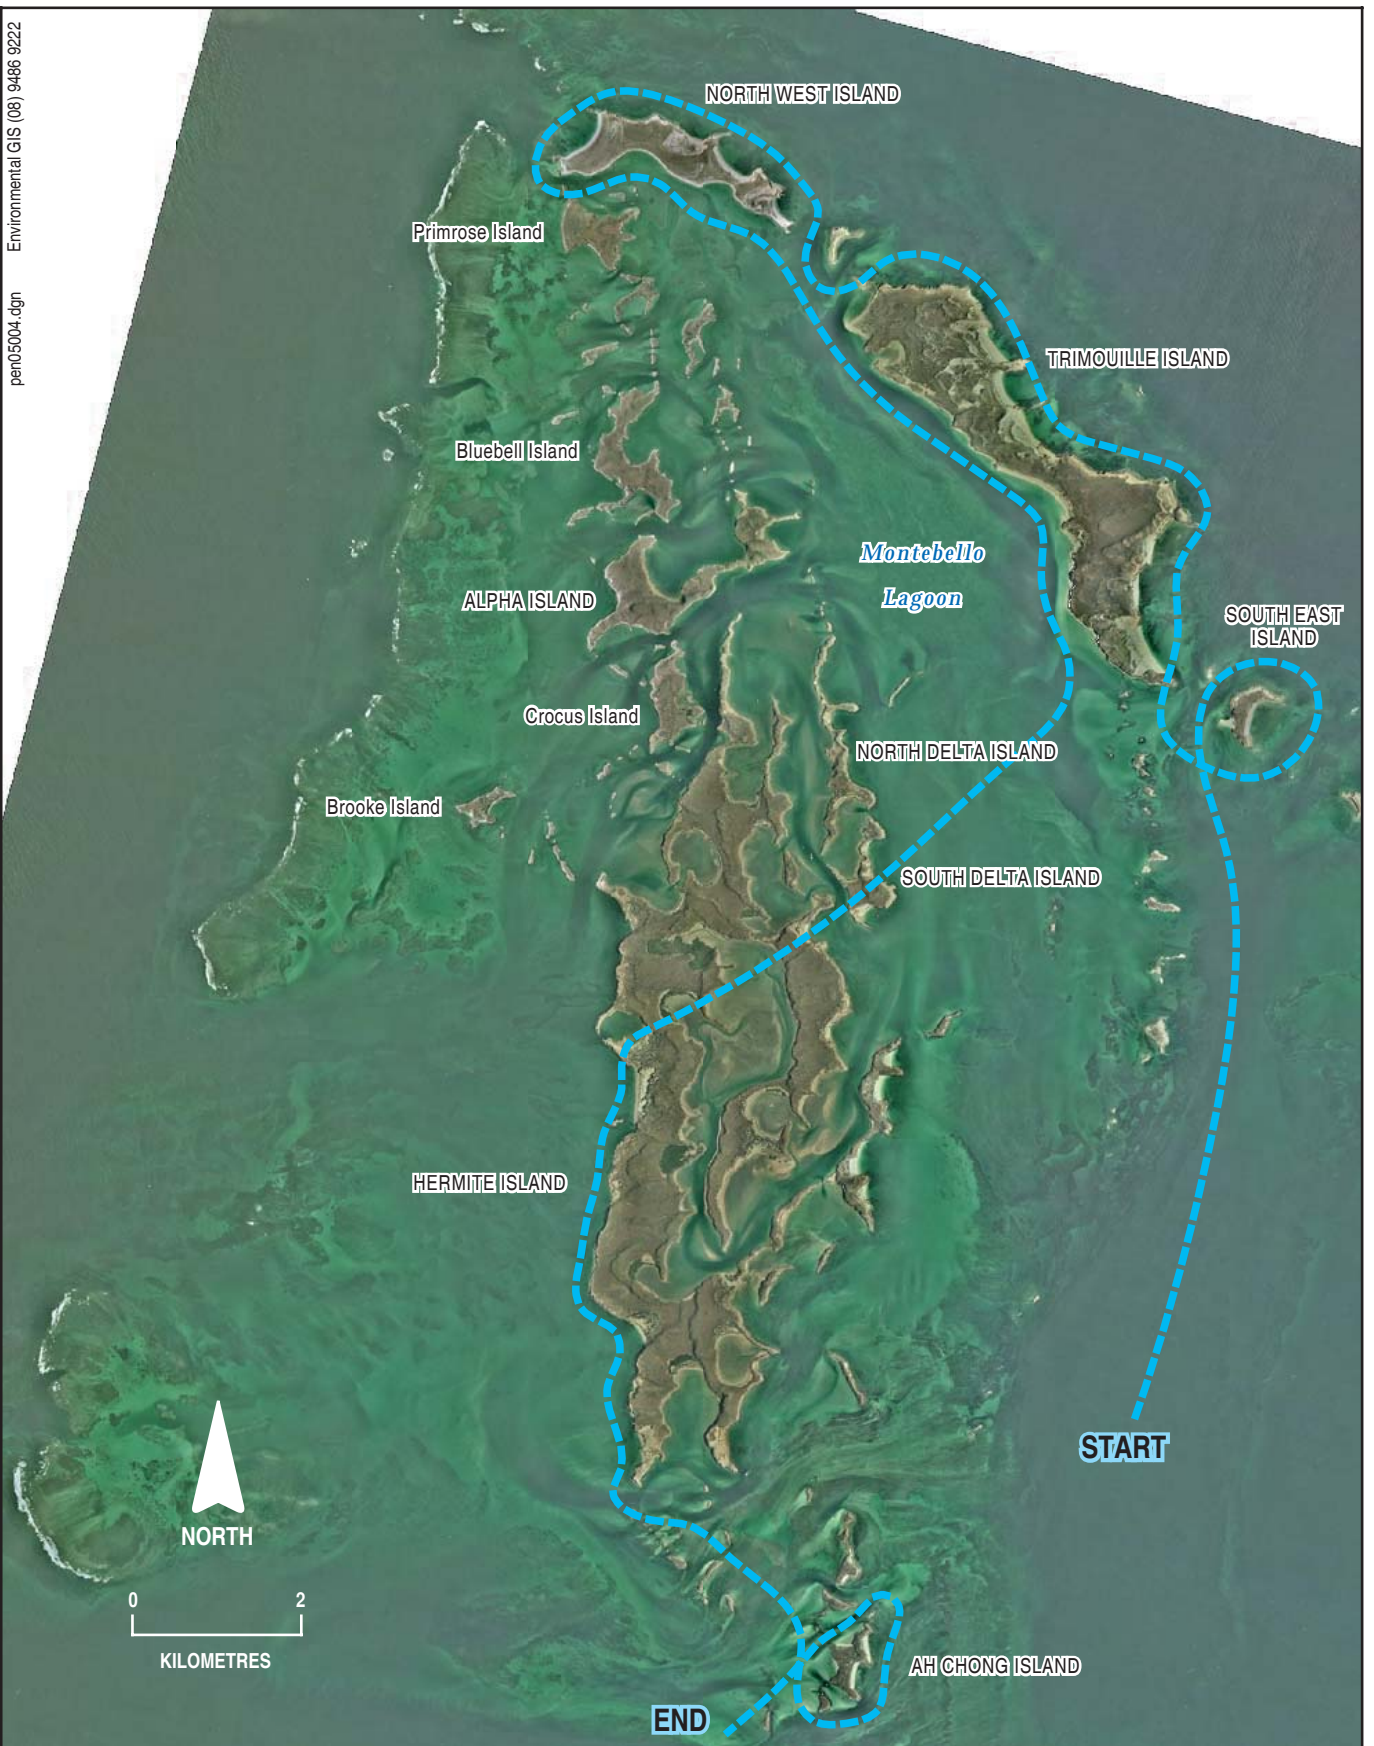 Environmental GIS (08) 9486 9222
pen05004.dgn
NORTH WEST ISLAND
Primrose Island
TRIMOUILLE ISLAND
Bluebell Island
Montebello
Lagoon
ALPHA ISLAND
SOUTH EAST
ISLAND
Crocus Island
NORTH DELTA ISLAND
Brooke Island
SOUTH DELTA ISLAND
HERMITE ISLAND
START
NORTH
0 2
KILOMETRES
AH CHONG ISLAND
END